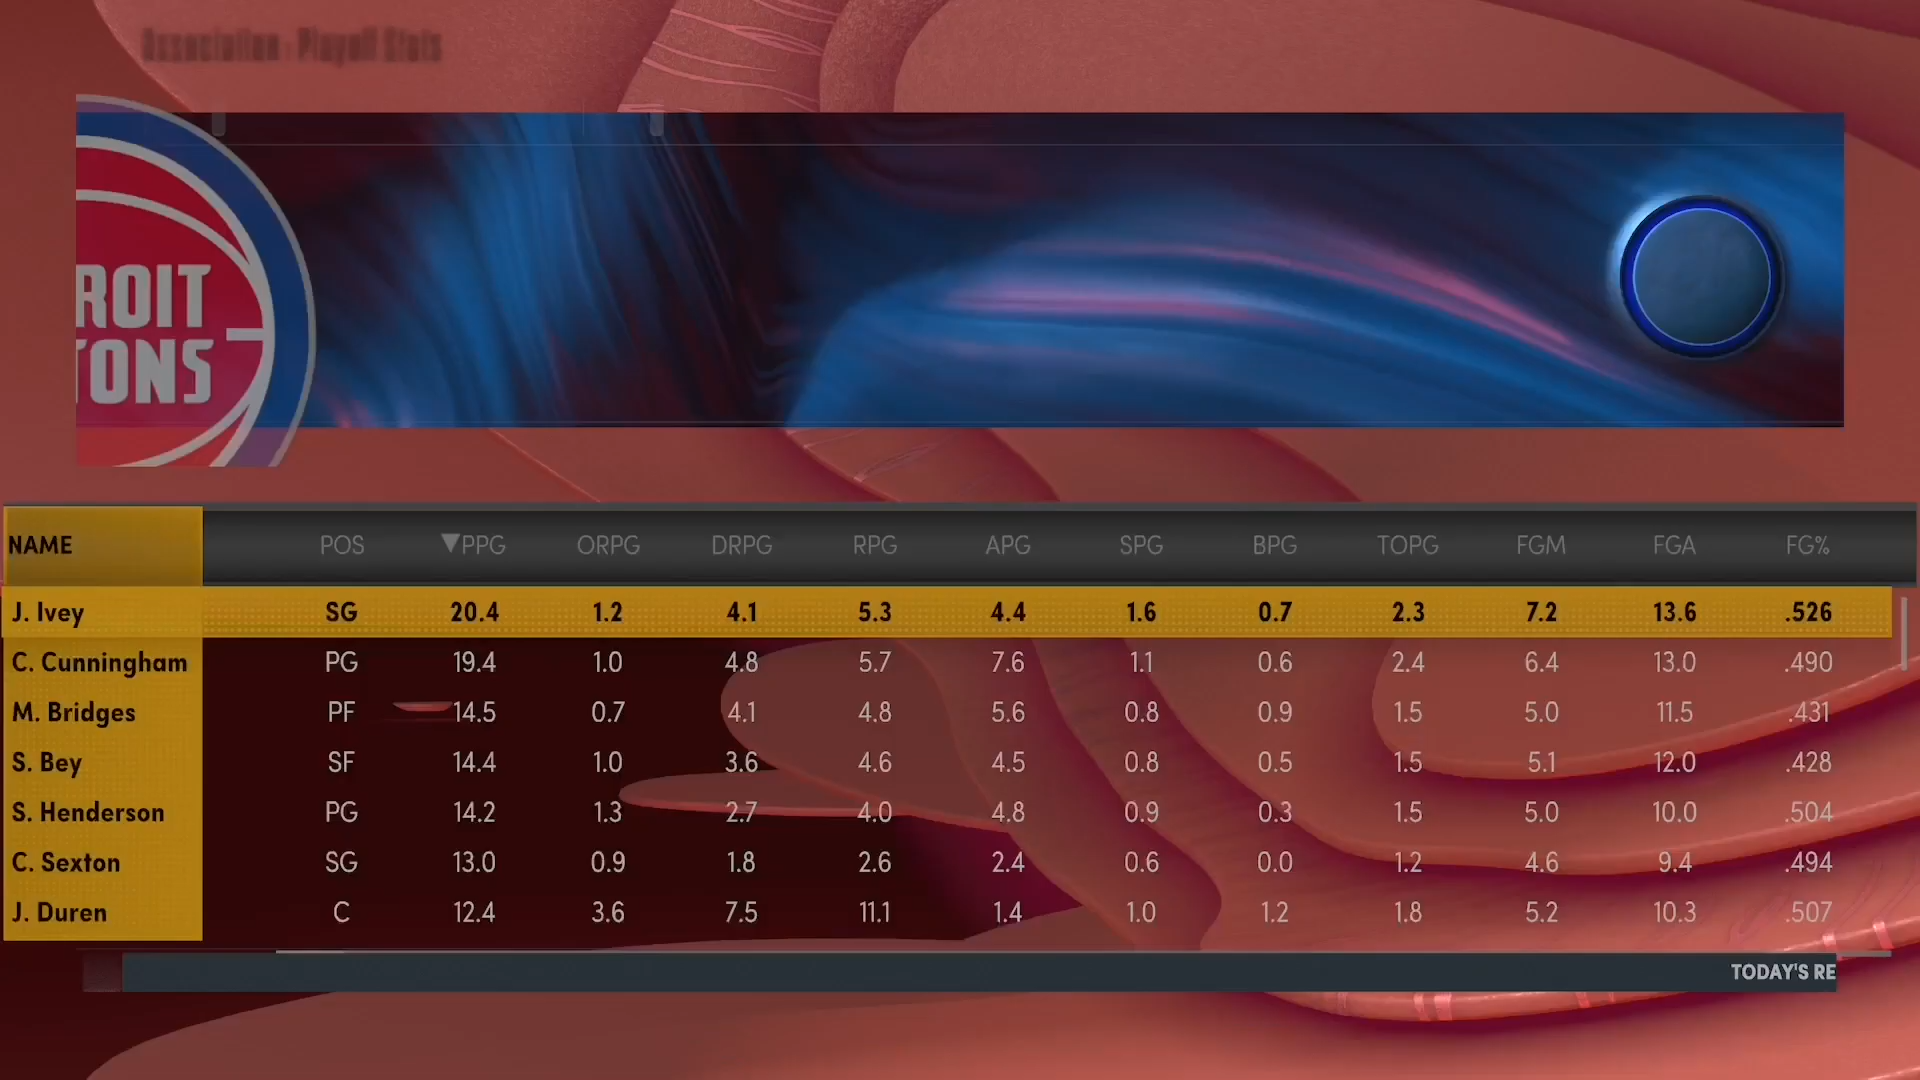 Association - Playoff Stats
ROIT
TONS
NAME POS ▼PPG ORPG DRPG RPG APG SPG BPG TOPG FGM FGA FG%
J. Ivey SG 20.4 1.2 4.1 5.3 4.4 1.6 0.7 2.3 7.2 13.6 .526
C. Cunningham PG 19.4 1.0 4.8 5.7 7.6 1.1 0.6 2.4 6.4 13.0 .490
M. Bridges PF 14.5 0.7 4.1 4.8 5.6 0.8 0.9 1.5 5.0 11.5 .431
S. Bey SF 14.4 1.0 3.6 4.6 4.5 0.8 0.5 1.5 5.1 12.0 .428
S. Henderson PG 14.2 1.3 2.7 4.0 4.8 0.9 0.3 1.5 5.0 10.0 .504
C. Sexton SG 13.0 0.9 1.8 2.6 2.4 0.6 0.0 1.2 4.6 9.4 .494
J. Duren C 12.4 3.6 7.5 11.1 1.4 1.0 1.2 1.8 5.2 10.3 .507
TODAY'S RE